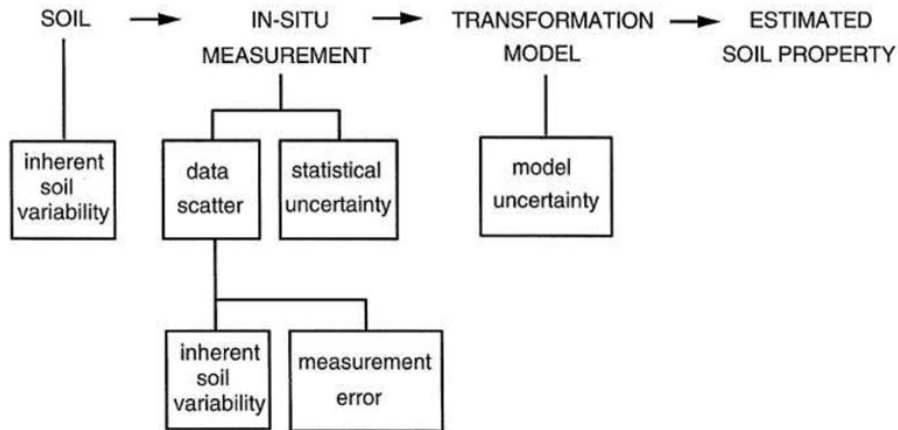 SOIL
IN-SITU
MEASUREMENT
TRANSFORMATION
MODEL
ESTIMATED
SOIL PROPERTY
inherent
soil
variability
data
scatter
statistical
uncertainty
model
uncertainty
inherent
soil
variability
measurement
error